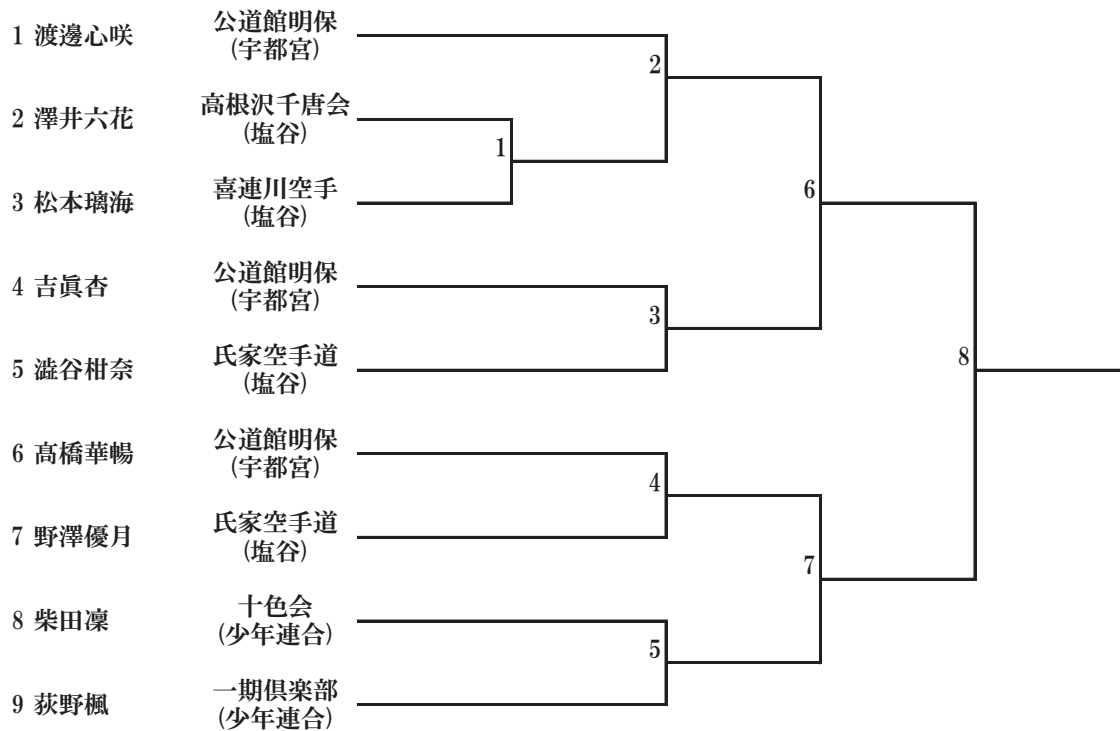 1 渡邊心咲 公道館明保
(宇都宮)
2
2 澤井六花 高根沢千唐会
(塩谷)
1
3 松本璃海 喜連川空手
(塩谷)
6
4 吉眞杏 公道館明保
(宇都宮)
3
5 澁谷柑奈 氏家空手道
(塩谷)
8
6 髙橋華暢 公道館明保
(宇都宮)
4
7 野澤優月 氏家空手道
(塩谷)
7
8 柴田凜 十色会
(少年連合)
5
9 荻野楓 一期倶楽部
(少年連合)